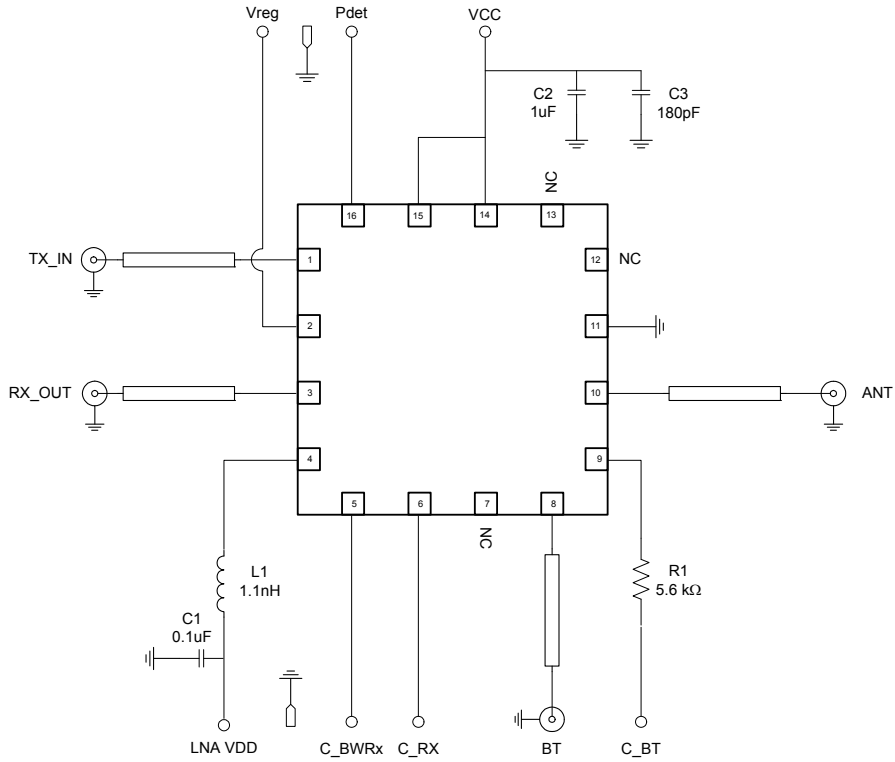 Vreg
Pdet
VCC
C2
1uF
C3
180pF
NC
16
15
14
13
TX_IN
1
12
NC
2
11
RX_OUT
3
10
ANT
4
9
5
6
7
8
NC
L1
1.1nH
R1
5.6 kΩ
C1
0.1uF
LNA VDD
C_BWRx
C_RX
BT
C_BT